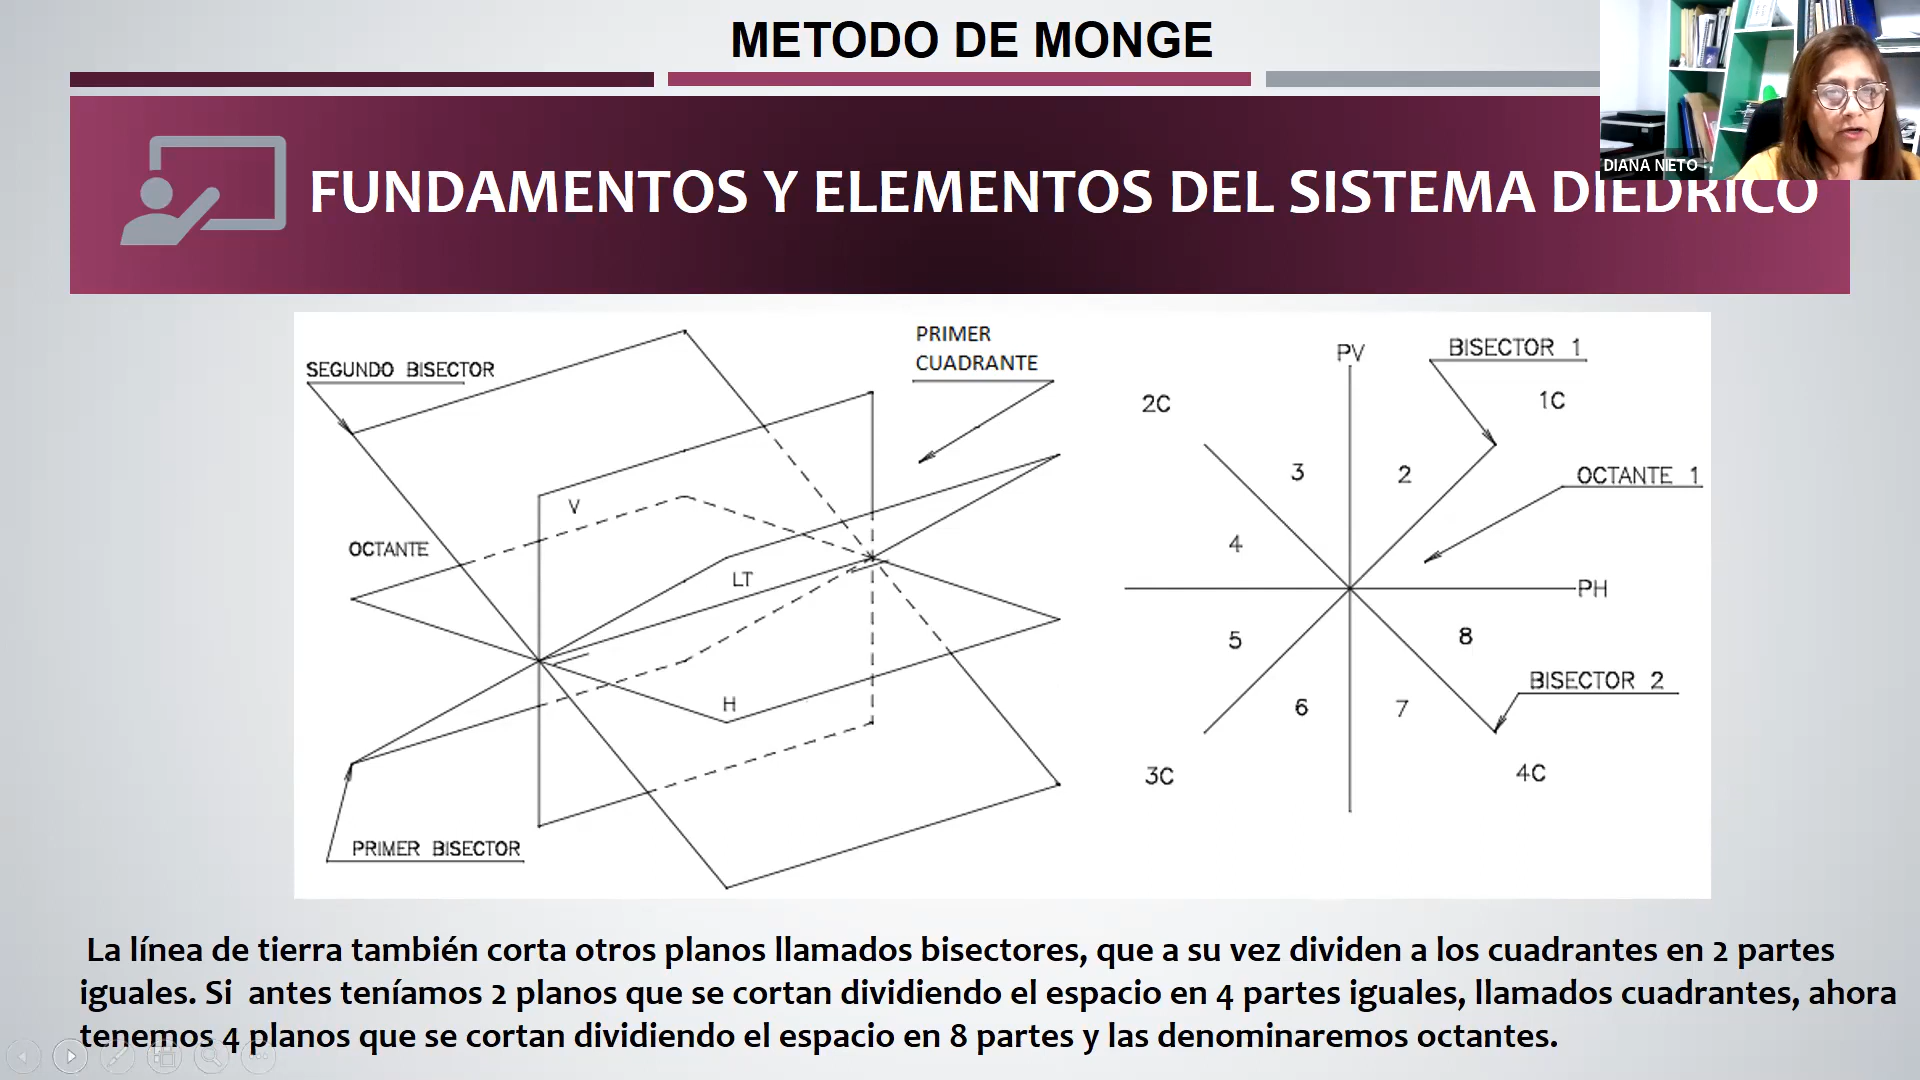 METODO DE MONGE
DIANA NIETO
FUNDAMENTOS Y ELEMENTOS DEL SISTEMA DIEDRICO
SEGUNDO BISECTOR
PRIMER
CUADRANTE
V
OCTANTE
LT
H
PRIMER BISECTOR
PV
BISECTOR 1
2C
1C
3
2
OCTANTE 1
4
PH
5
8
BISECTOR 2
6
7
3C
4C
La línea de tierra también corta otros planos llamados bisectores, que a su vez dividen a los cuadrantes en 2 partes
iguales. Si antes teníamos 2 planos que se cortan dividiendo el espacio en 4 partes iguales, llamados cuadrantes, ahora
tenemos 4 planos que se cortan dividiendo el espacio en 8 partes y las denominaremos octantes.